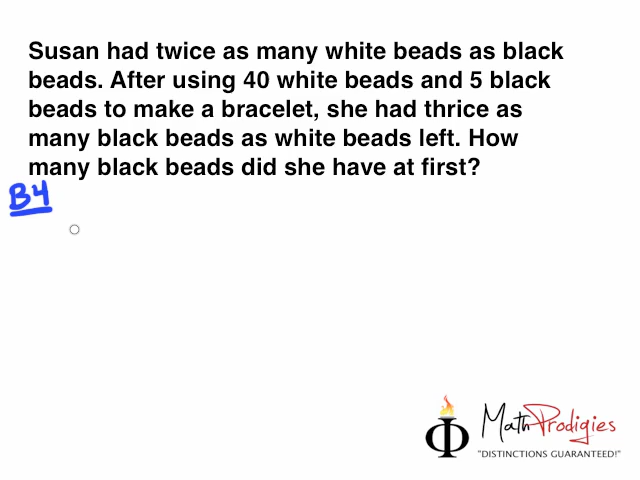 Susan had twice as many white beads as black
beads. After using 40 white beads and 5 black
beads to make a bracelet, she had thrice as
many black beads as white beads left. How
many black beads did she have at first?
B4
Math Prodigies
"DISTINCTIONS GUARANTEED!"